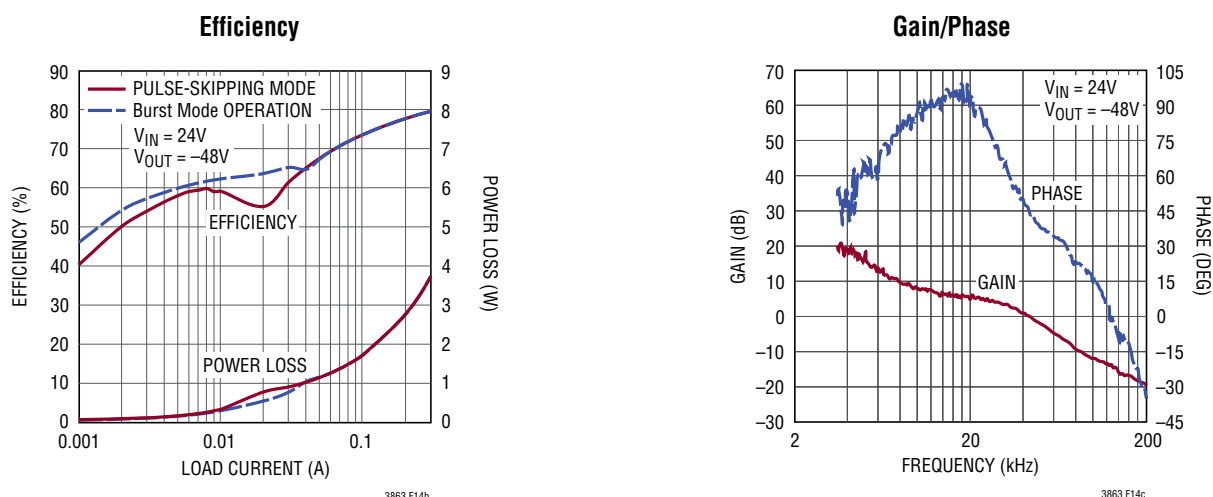 Efficiency
90
80
70
60
50
40
30
20
10
0
EFFICIENCY (%)
9
8
7
6
5
4
3
2
1
0
POWER LOSS (W)
PULSE-SKIPPING MODE
Burst Mode OPERATION
VIN = 24V
VOUT = –48V
EFFICIENCY
POWER LOSS
0.001
0.01
0.1
LOAD CURRENT (A)
3863 F14b
Gain/Phase
70
60
50
40
30
20
10
0
–10
–20
–30
GAIN (dB)
105
90
75
60
45
30
15
0
–15
–30
–45
PHASE (DEG)
VIN = 24V
VOUT = –48V
PHASE
GAIN
2
20
200
FREQUENCY (kHz)
3863 F14c